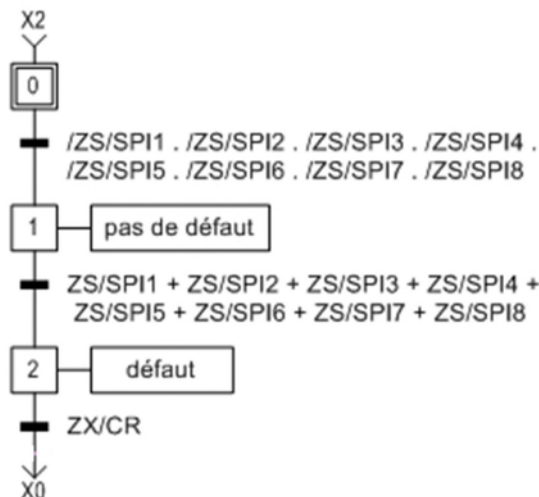 X2
0
/ZS/SPI1 . /ZS/SPI2 . /ZS/SPI3 . /ZS/SPI4 .
/ZS/SPI5 . /ZS/SPI6 . /ZS/SPI7 . /ZS/SPI8
1 pas de défaut
ZS/SPI1 + ZS/SPI2 + ZS/SPI3 + ZS/SPI4 +
ZS/SPI5 + ZS/SPI6 + ZS/SPI7 + ZS/SPI8
2 défaut
ZX/CR
X0